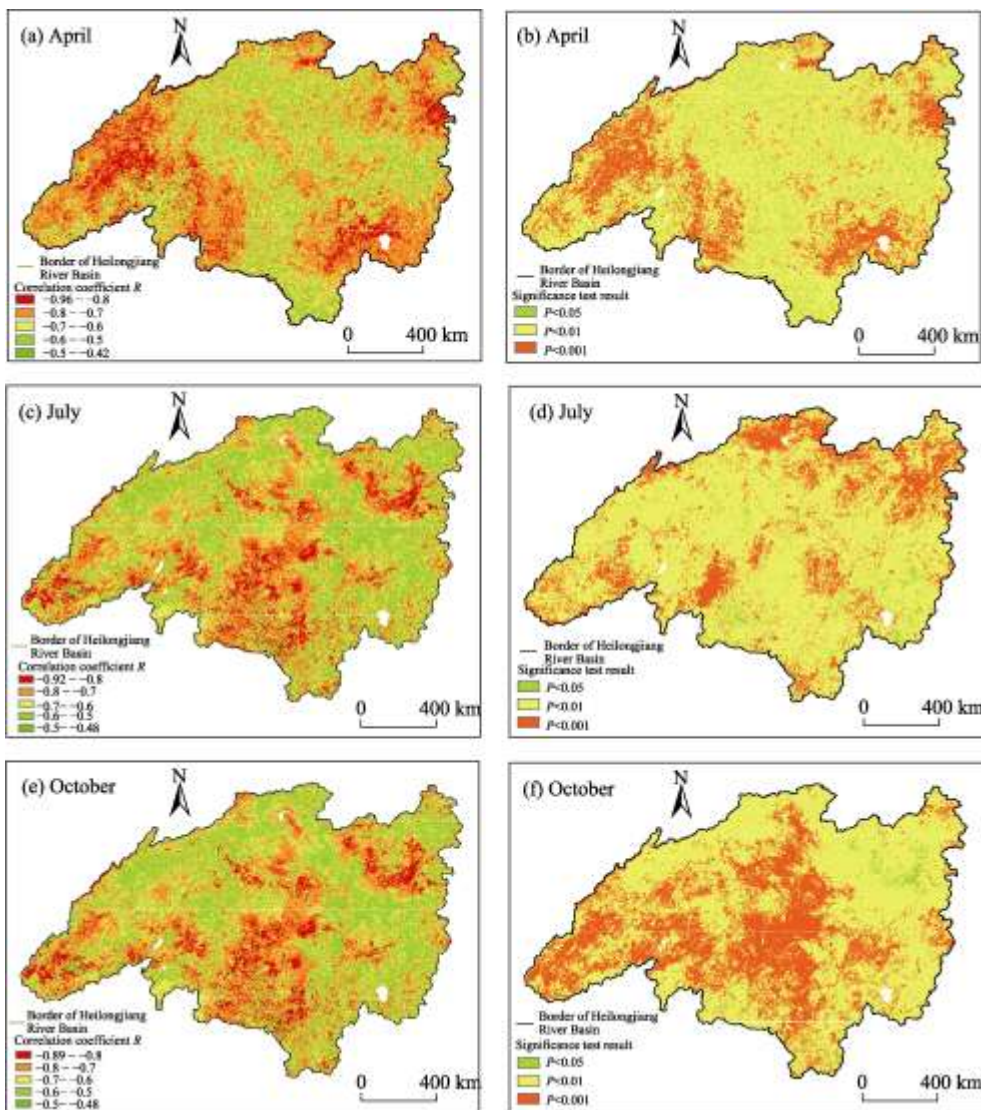 (a) April
N
Border of Heilongjiang
River Basin
Correlation coefficient R
−0.96 – −0.8
−0.8 – −0.7
−0.7 – −0.6
−0.6 – −0.5
−0.5 – −0.42
0 400 km
(b) April
N
Border of Heilongjiang
River Basin
Significance test result
P<0.05
P<0.01
P<0.001
0 400 km
(c) July
N
Border of Heilongjiang
River Basin
Correlation coefficient R
−0.92 – −0.8
−0.8 – −0.7
−0.7 – −0.6
−0.6 – −0.5
−0.5 – −0.48
0 400 km
(d) July
N
Border of Heilongjiang
River Basin
Significance test result
P<0.05
P<0.01
P<0.001
0 400 km
(e) October
N
Border of Heilongjiang
River Basin
Correlation coefficient R
−0.89 – −0.8
−0.8 – −0.7
−0.7 – −0.6
−0.6 – −0.5
−0.5 – −0.48
0 400 km
(f) October
N
Border of Heilongjiang
River Basin
Significance test result
P<0.05
P<0.01
P<0.001
0 400 km